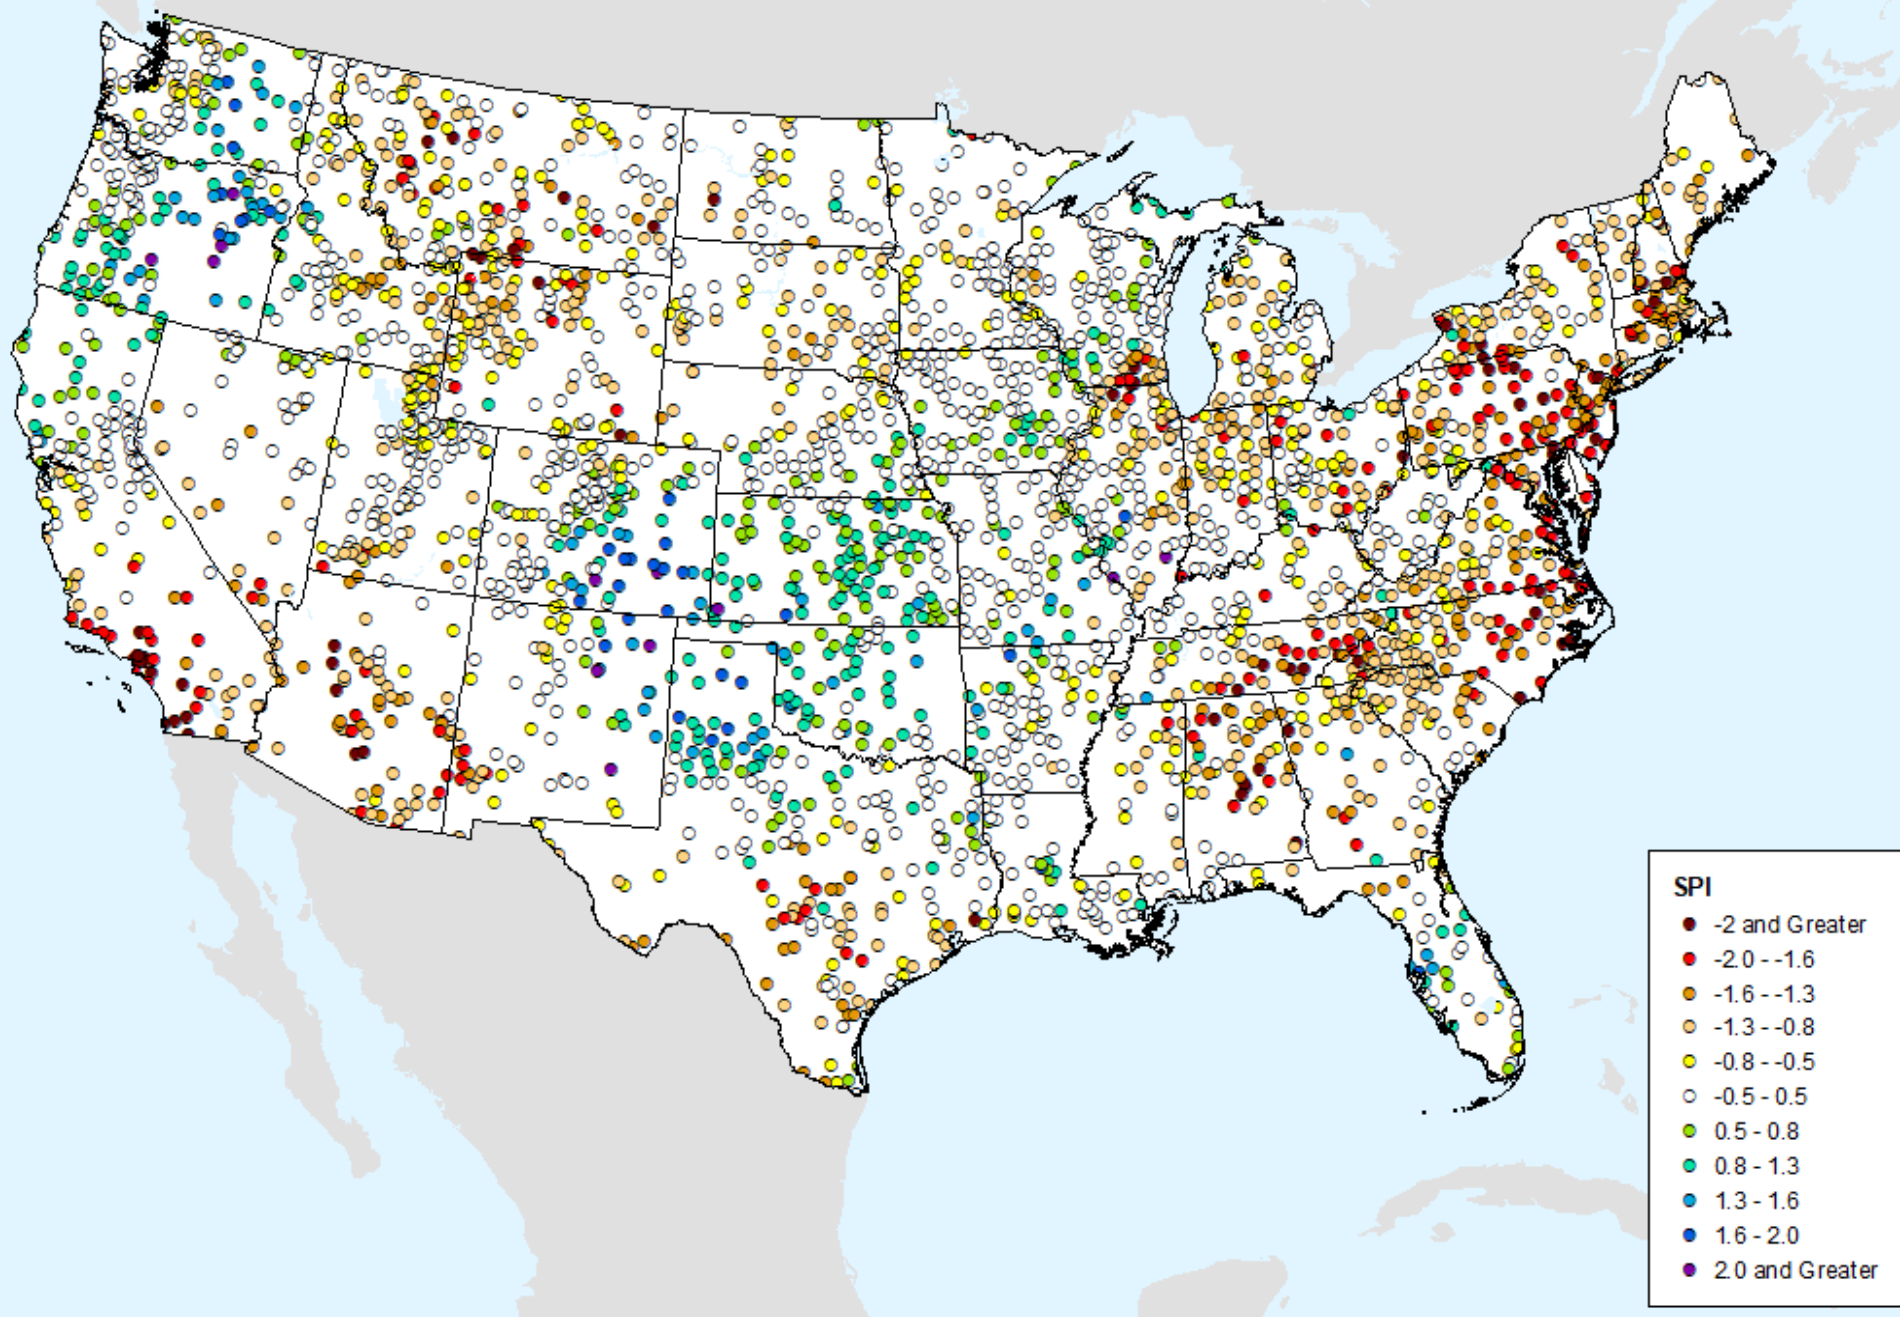 SPI
-2 and Greater
-2.0 - -1.6
-1.6 - -1.3
-1.3 - -0.8
-0.8 - -0.5
-0.5 - 0.5
0.5 - 0.8
0.8 - 1.3
1.3 - 1.6
1.6 - 2.0
2.0 and Greater